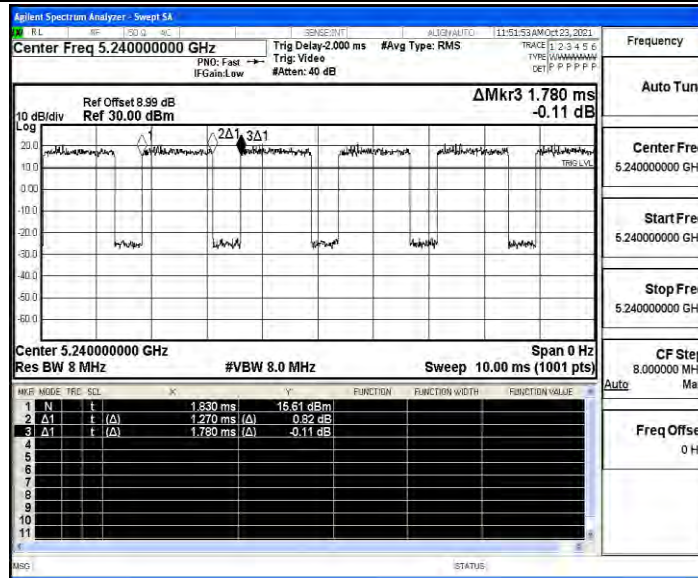 Agilent Spectrum Analyzer - Swept SA
RL RF 50 Ω AC SENSE:INT ALIGNAUTO 11:51:53 AM Oct 23, 2021
Center Freq 5.240000000 GHz Trig Delay-2.000 ms #Avg Type: RMS TRACE 1 2 3 4 5 6
PNO: Fast Trig: Video TYPE WWWWWW
IFGain:Low #Atten: 40 dB DET P P P P P P
ΔMkr3 1.780 ms
Ref Offset 8.99 dB
10 dB/div Ref 30.00 dBm -0.11 dB
Log
1 2Δ1 3Δ1
20.0
TRIG LVL
10.0
0.00
-10.0
-20.0
-30.0
-40.0
-50.0
-60.0
Center 5.240000000 GHz Span 0 Hz
Res BW 8 MHz #VBW 8.0 MHz Sweep 10.00 ms (1001 pts)
MKR MODE TRC SCL X Y FUNCTION FUNCTION WIDTH FUNCTION VALUE
1 N t 1.830 ms 15.61 dBm
2 Δ1 t (Δ) 1.270 ms (Δ) 0.82 dB
3 Δ1 t (Δ) 1.780 ms (Δ) -0.11 dB
4
5
6
7
8
9
10
11
MSG STATUS
Frequency
Auto Tun
Center Fre
5.240000000 GH
Start Fre
5.240000000 GH
Stop Fre
5.240000000 GH
CF Step
8.000000 MH
Auto Ma
Freq Offse
0 H